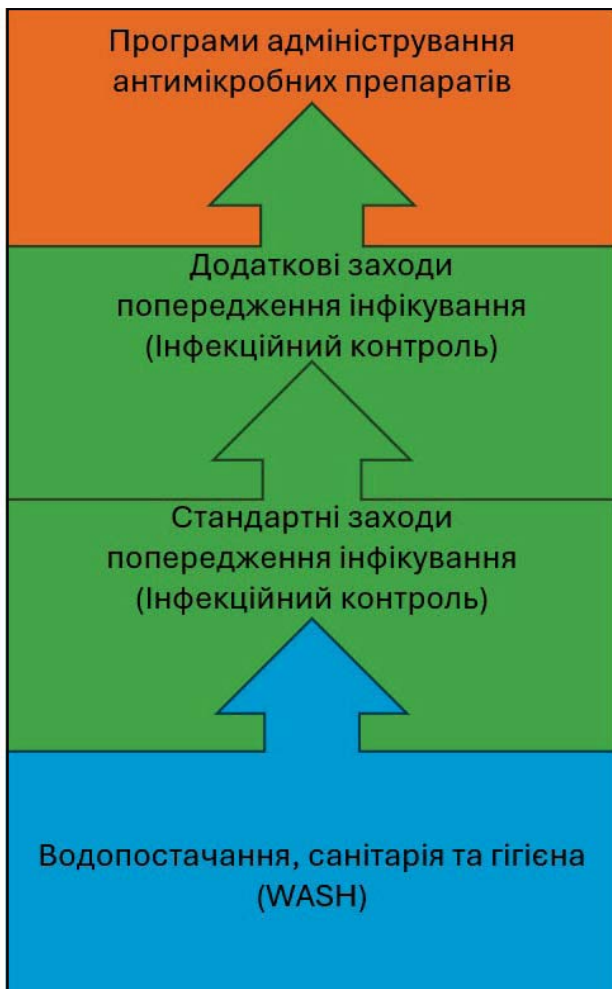 Програми адміністрування
антимікробних препаратів
Додаткові заходи
попередження інфікування
(Інфекційний контроль)
Стандартні заходи
попередження інфікування
(Інфекційний контроль)
Водопостачання, санітарія та гігієна
(WASH)